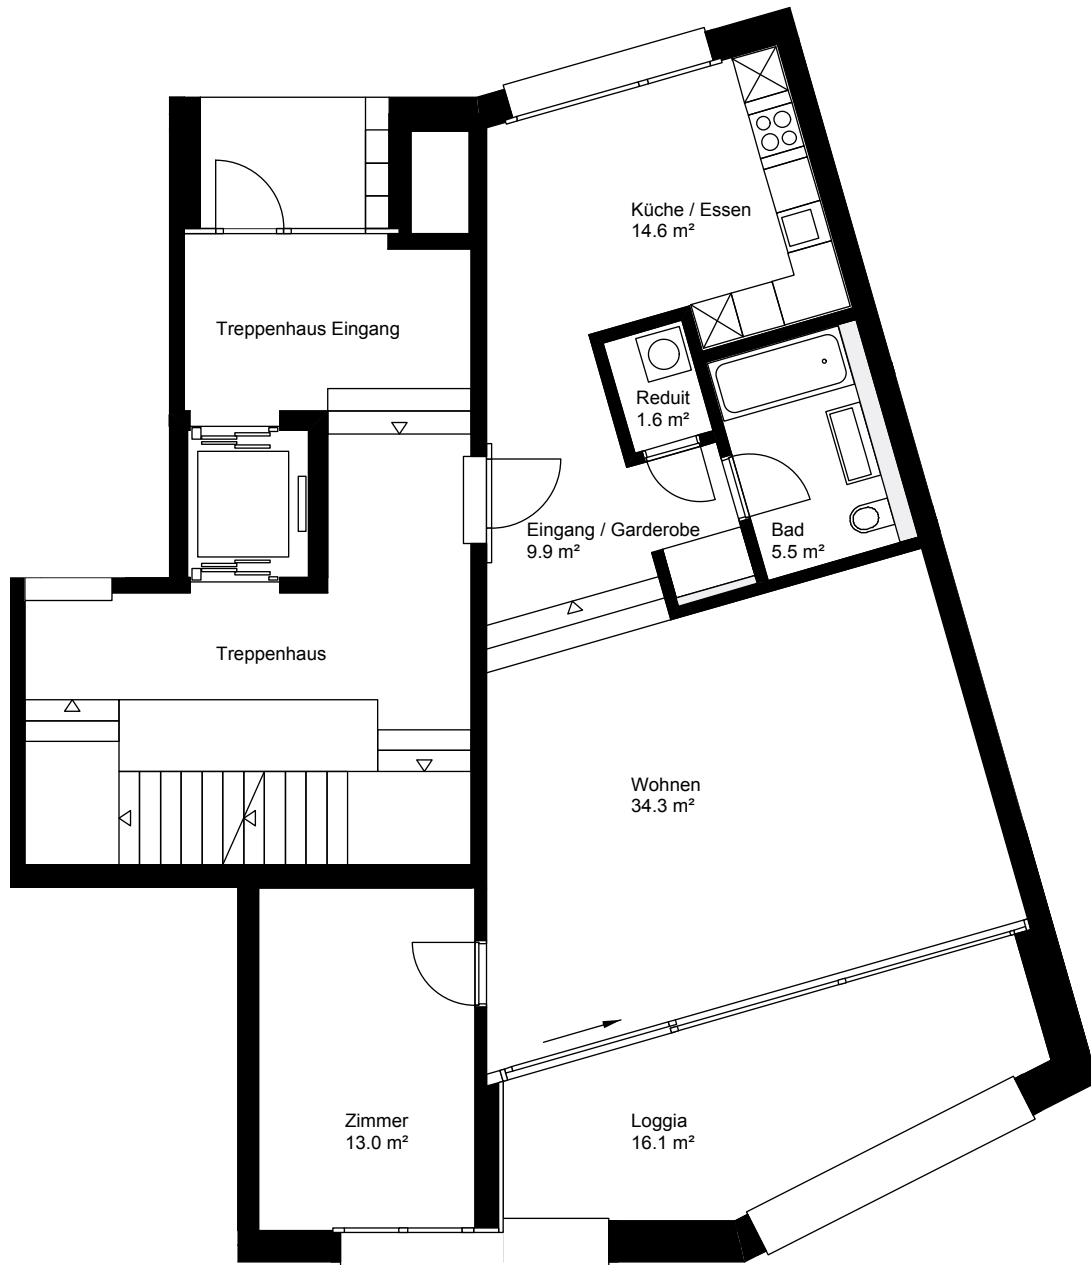 Küche / Essen
14.6 m²
Treppenhaus Eingang
Reduit
1.6 m²
Eingang / Garderobe
9.9 m²
Bad
5.5 m²
Treppenhaus
Wohnen
34.3 m²
Zimmer
13.0 m²
Loggia
16.1 m²